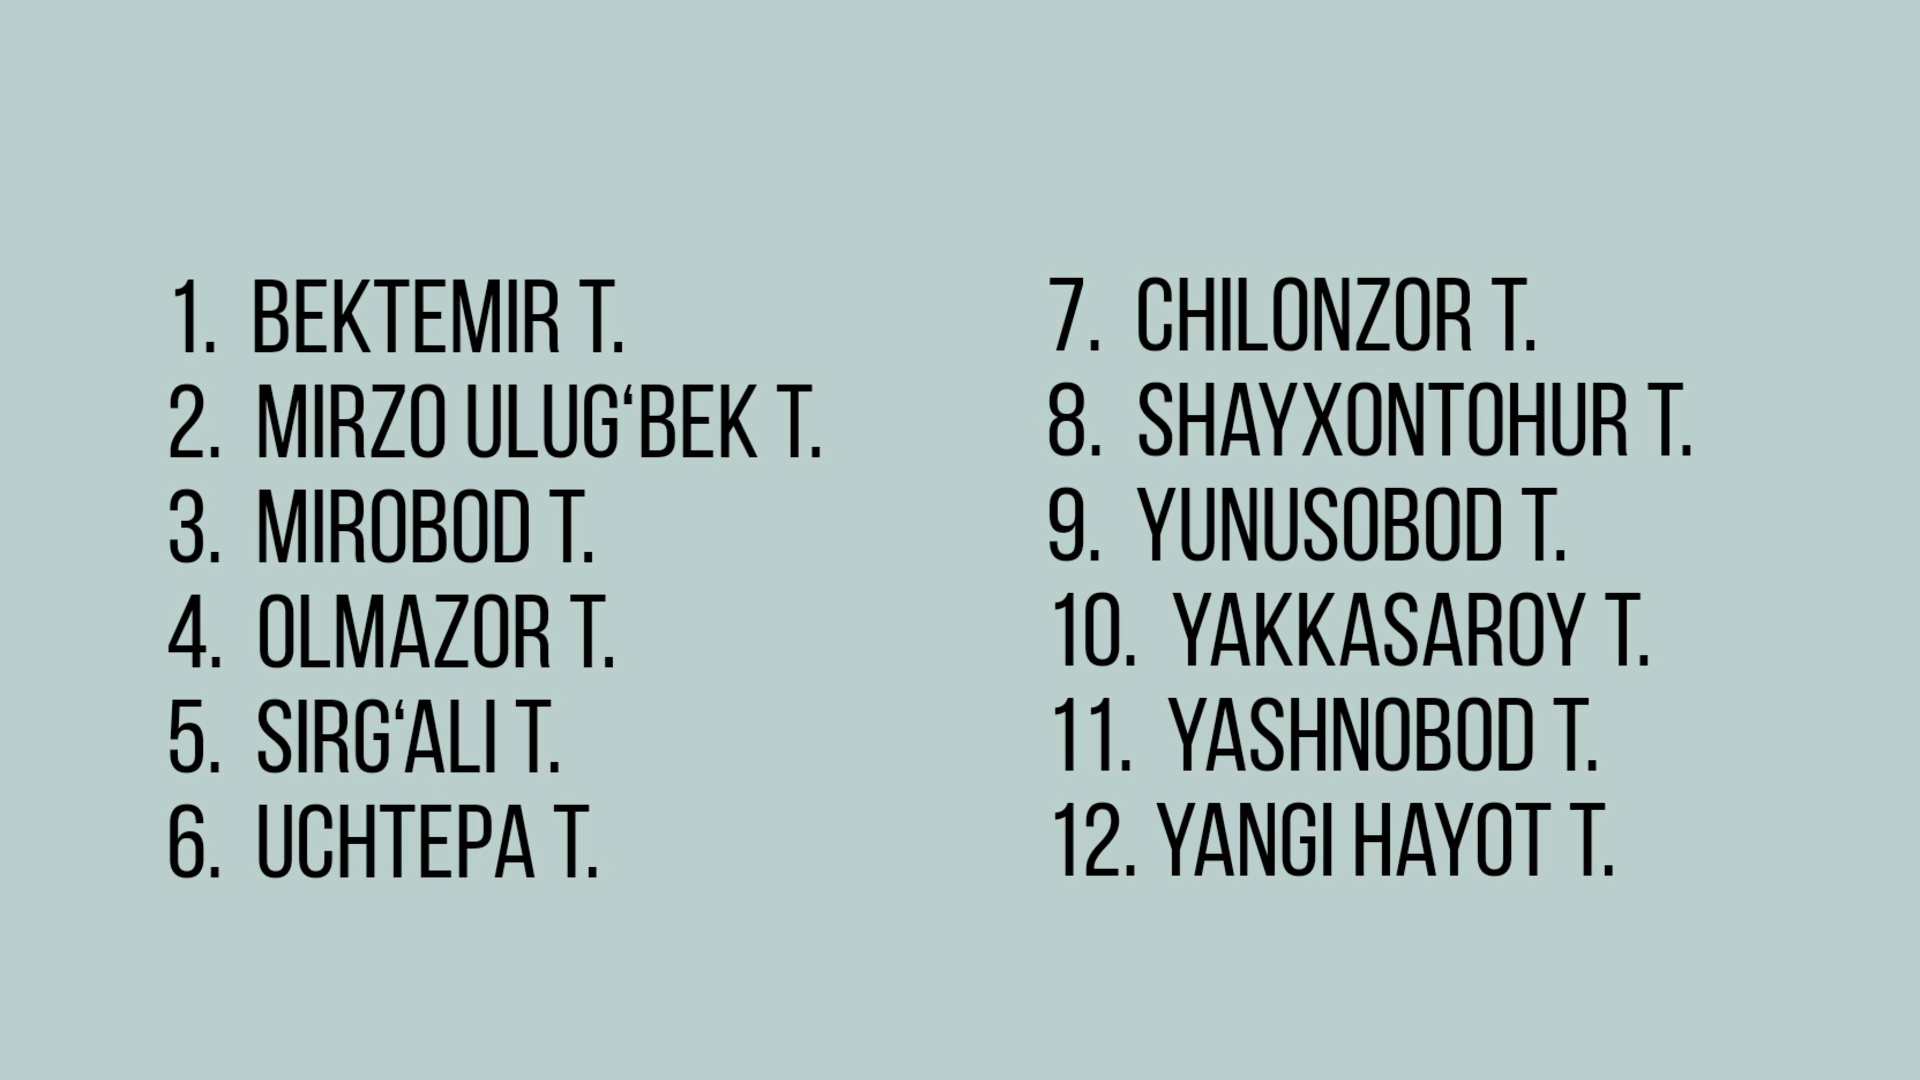 1. BEKTEMIR T.
2. MIRZO ULUG‘BEK T.
3. MIROBOD T.
4. OLMAZOR T.
5. SIRG‘ALI T.
6. UCHTEPA T.
7. CHILONZOR T.
8. SHAYXONTOHUR T.
9. YUNUSOBOD T.
10. YAKKASAROY T.
11. YASHNOBOD T.
12. YANGI HAYOT T.